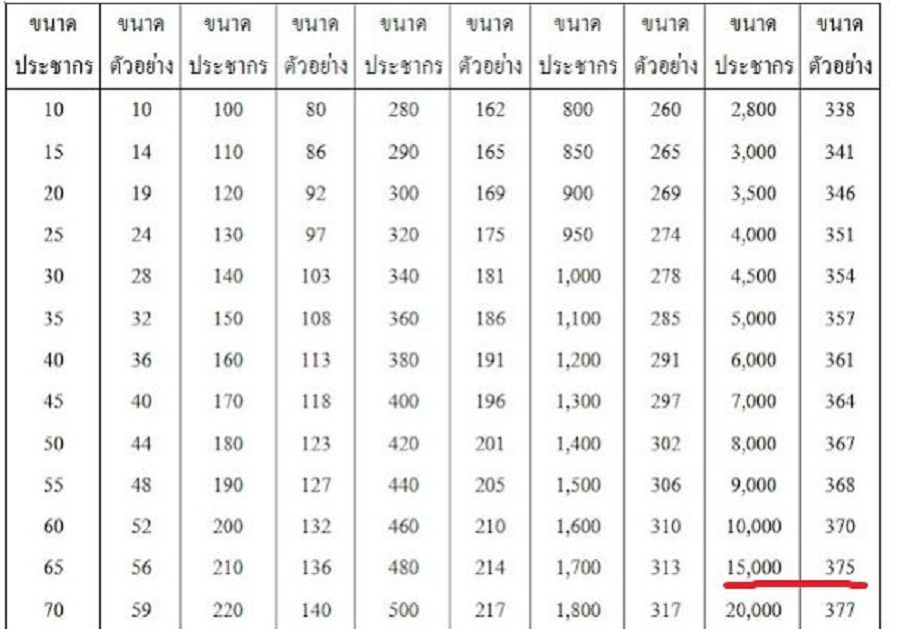 ขนาด ขนาด ขนาด ขนาด ขนาด ขนาด ขนาด ขนาด ขนาด ขนาด
ประชากร ตัวอย่าง ประชากร ตัวอย่าง ประชากร ตัวอย่าง ประชากร ตัวอย่าง ประชากร ตัวอย่าง
10 10 100 80 280 162 800 260 2,800 338
15 14 110 86 290 165 850 265 3,000 341
20 19 120 92 300 169 900 269 3,500 346
25 24 130 97 320 175 950 274 4,000 351
30 28 140 103 340 181 1,000 278 4,500 354
35 32 150 108 360 186 1,100 285 5,000 357
40 36 160 113 380 191 1,200 291 6,000 361
45 40 170 118 400 196 1,300 297 7,000 364
50 44 180 123 420 201 1,400 302 8,000 367
55 48 190 127 440 205 1,500 306 9,000 368
60 52 200 132 460 210 1,600 310 10,000 370
65 56 210 136 480 214 1,700 313 15,000 375
70 59 220 140 500 217 1,800 317 20,000 377